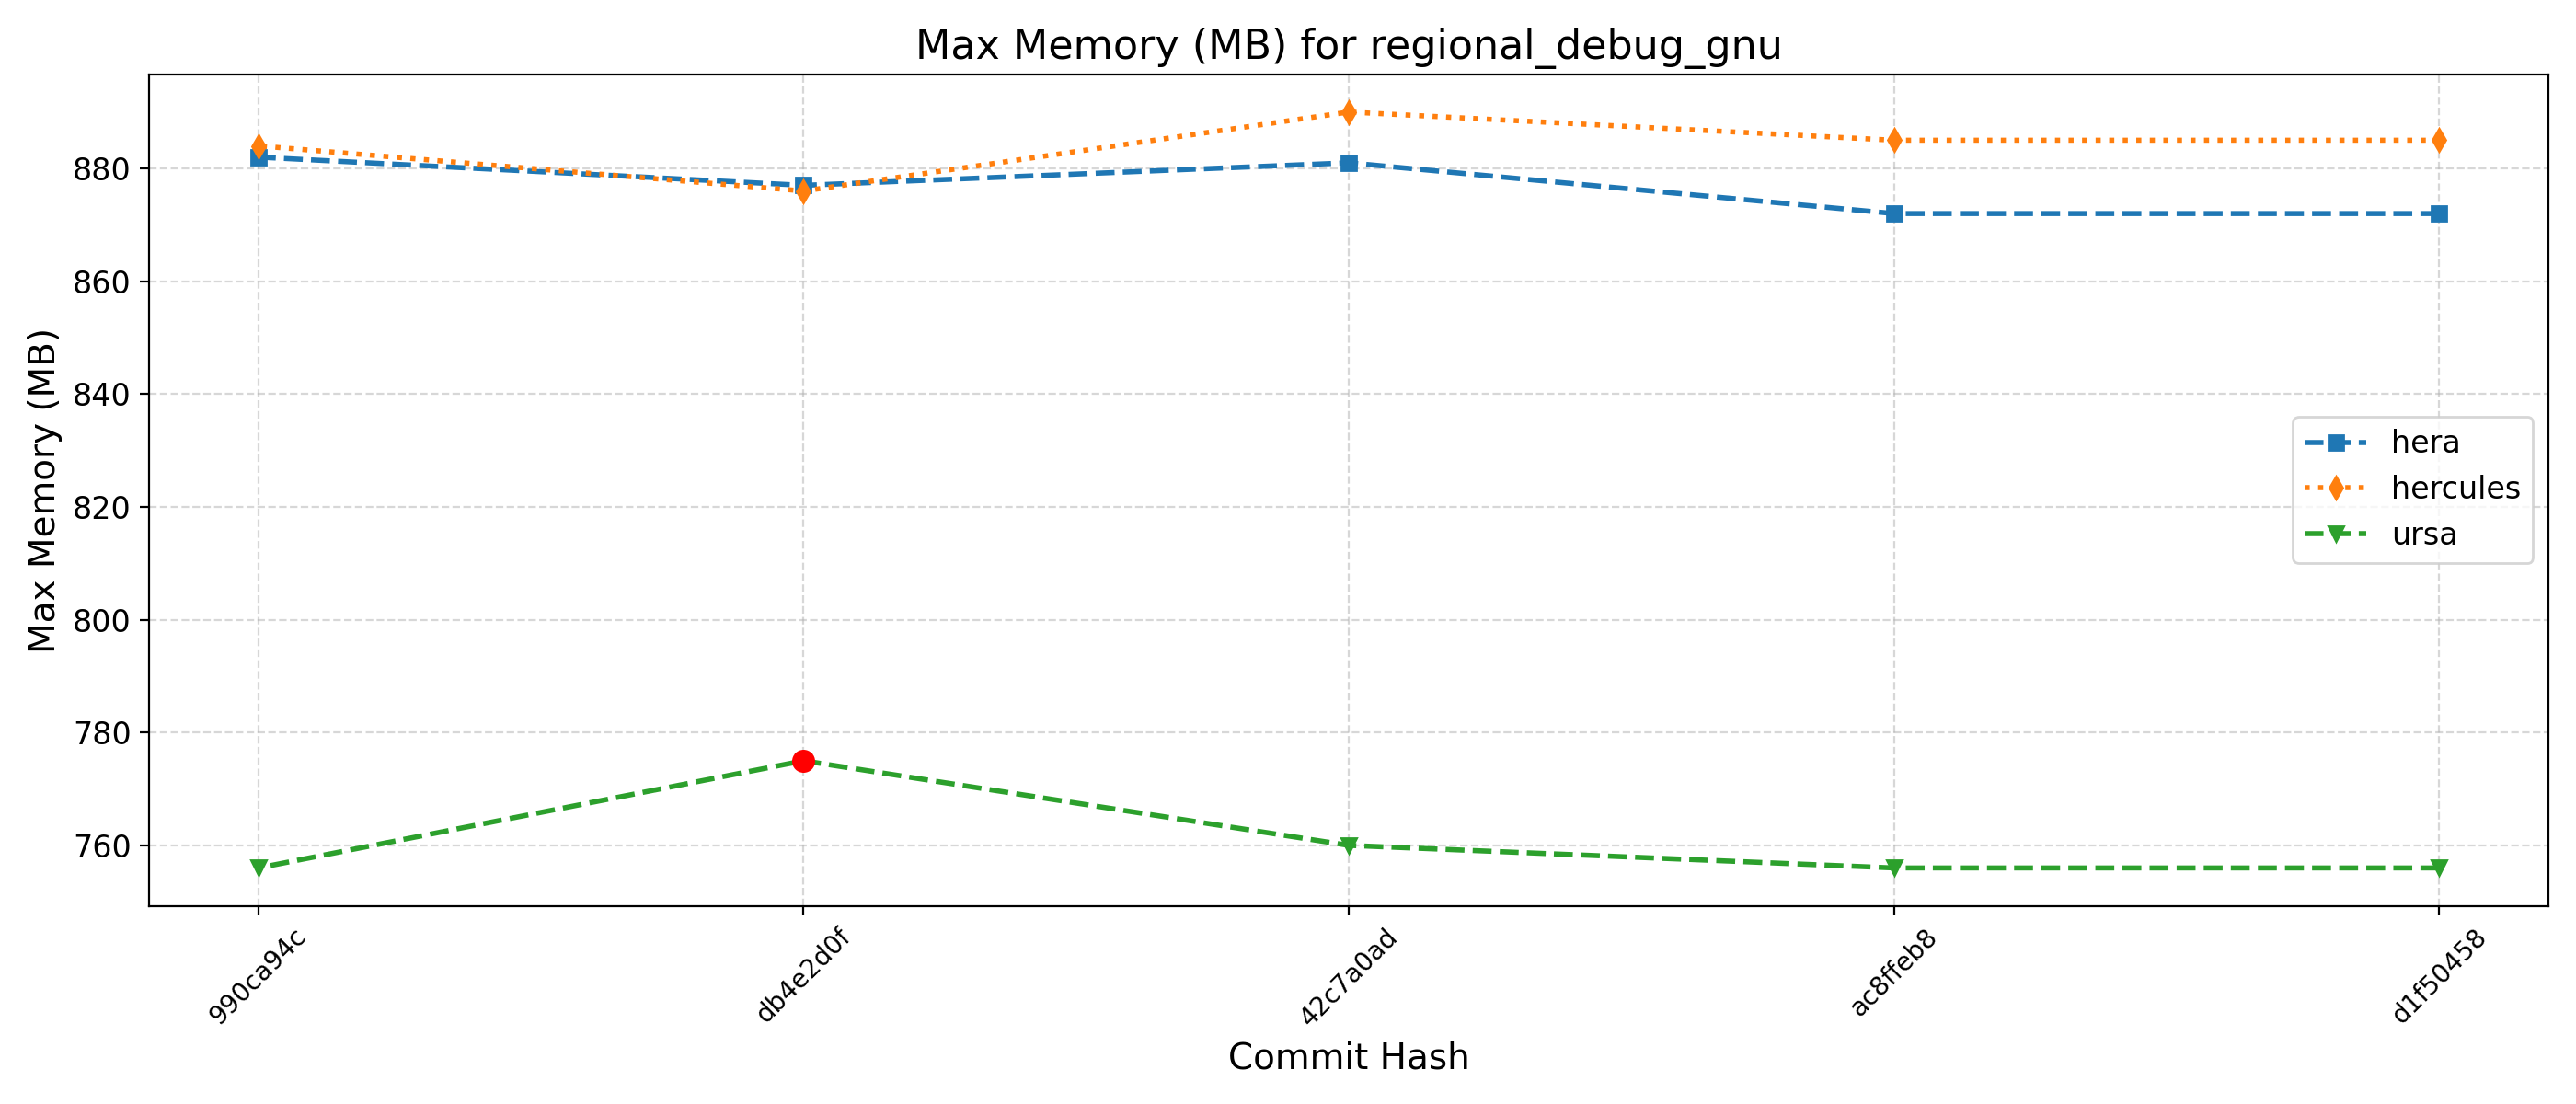 Max Memory (MB) for regional_debug_gnu
Max Memory (MB)
880
860
840
820
800
780
760
hera
hercules
ursa
990ca94c
db4e2d0f
42c7a0ad
ac8ffeb8
d1f50458
Commit Hash